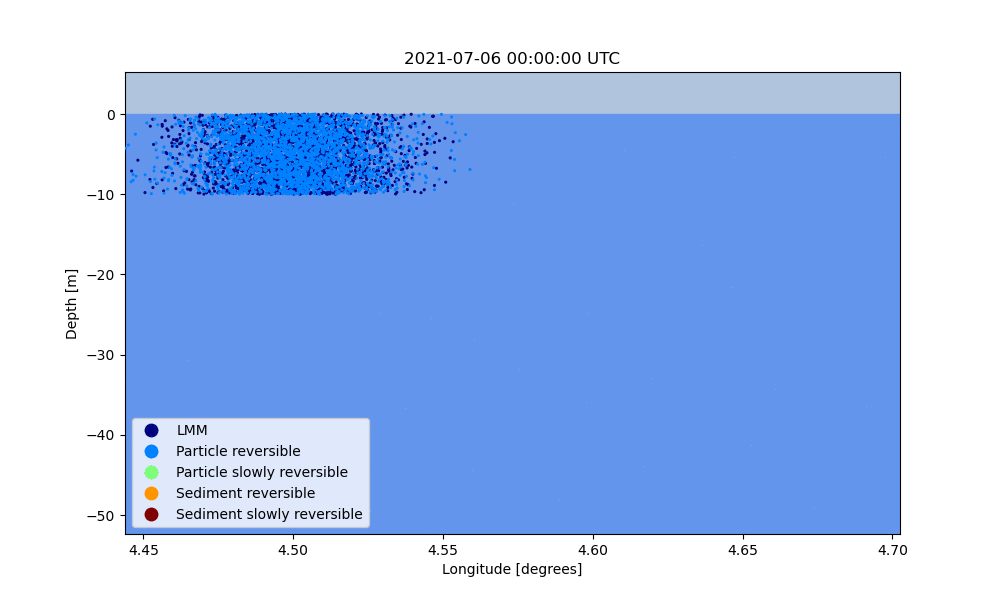 2021-07-06 00:00:00 UTC
Depth [m]
0
−10
−20
−30
−40
−50
LMM
Particle reversible
Particle slowly reversible
Sediment reversible
Sediment slowly reversible
4.45 4.50 4.55 4.60 4.65 4.70
Longitude [degrees]